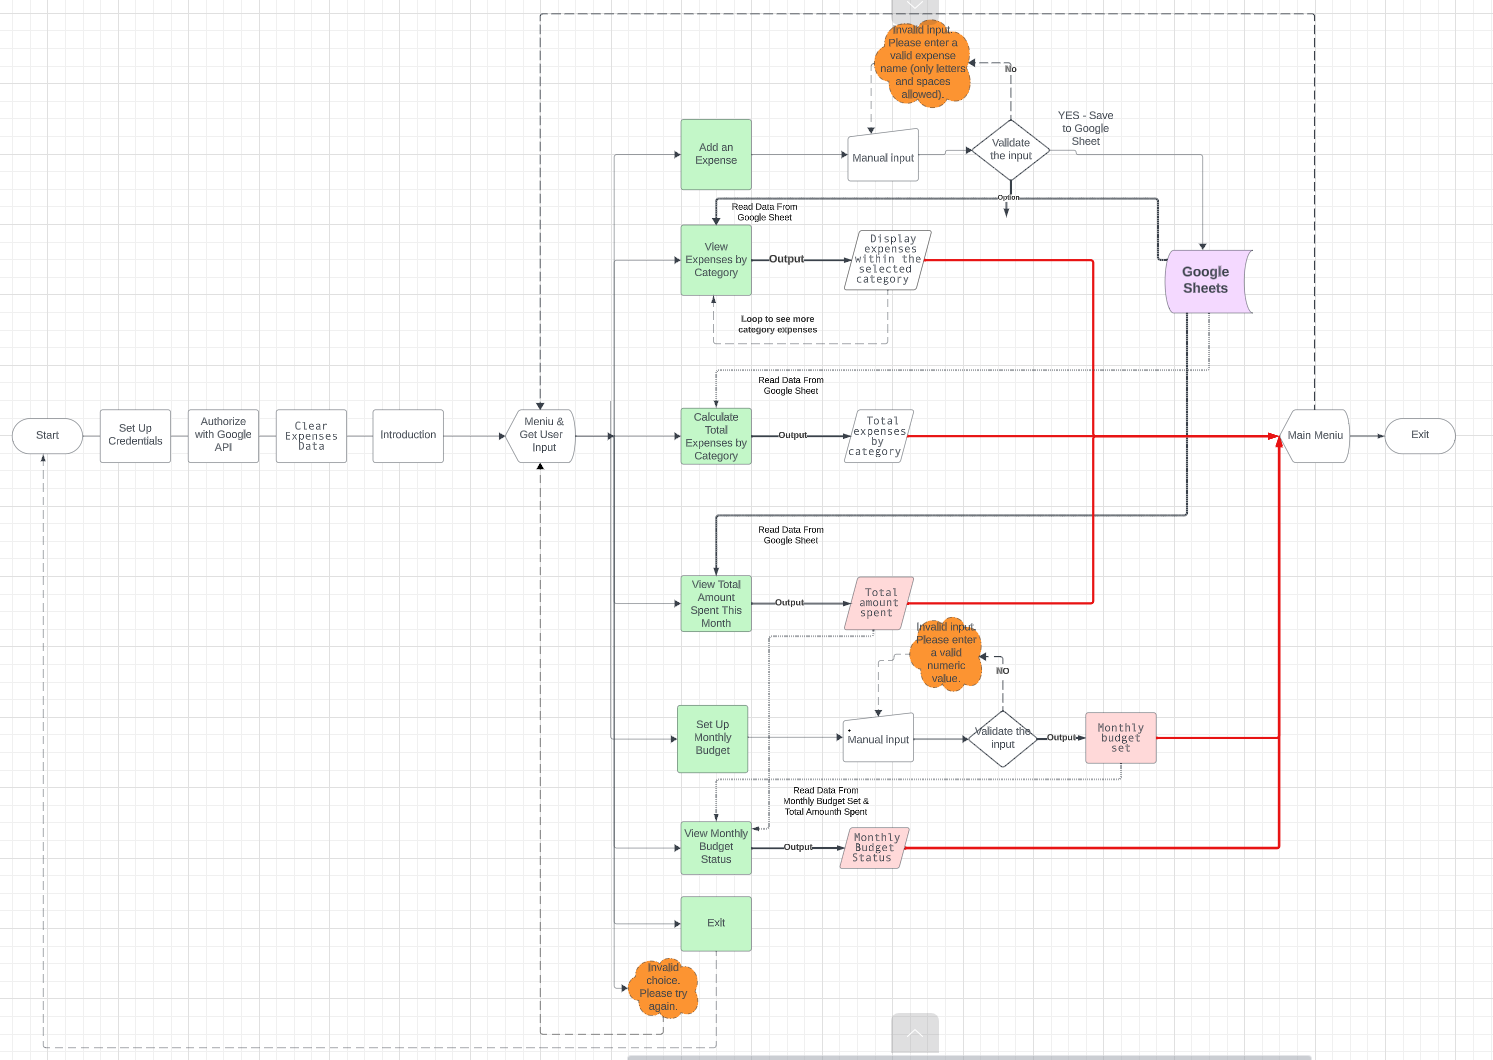 Invalid input.
Please enter a
valid expense
name (only letters
and spaces
allowed).
No
YES - Save
to Google
Sheet
Add an
Expense
Manual input
Validate
the input
Option
Read Data From
Google Sheet
View
Expenses by
Category
Output
Display
expenses
within the
selected
category
Google
Sheets
Loop to see more
category expenses
Read Data From
Google Sheet
Start
Set Up
Credentials
Authorize
with Google
API
Clear
Expenses
Data
Introduction
Meniu &
Get User
Input
Calculate
Total
Expenses by
Category
Output
Total
expenses
by
category
Main Meniu
Exit
Read Data From
Google Sheet
View Total
Amount
Spent This
Month
Output
Total
amount
spent
Invalid input.
Please enter
a valid
numeric
value.
NO
Set Up
Monthly
Budget
Manual input
Validate the
input
Output
Monthly
budget
set
Read Data From
Monthly Budget Set &
Total Amounth Spent
View Monthly
Budget
Status
Output
Monthly
Budget
Status
Exit
Invalid
choice.
Please try
again.